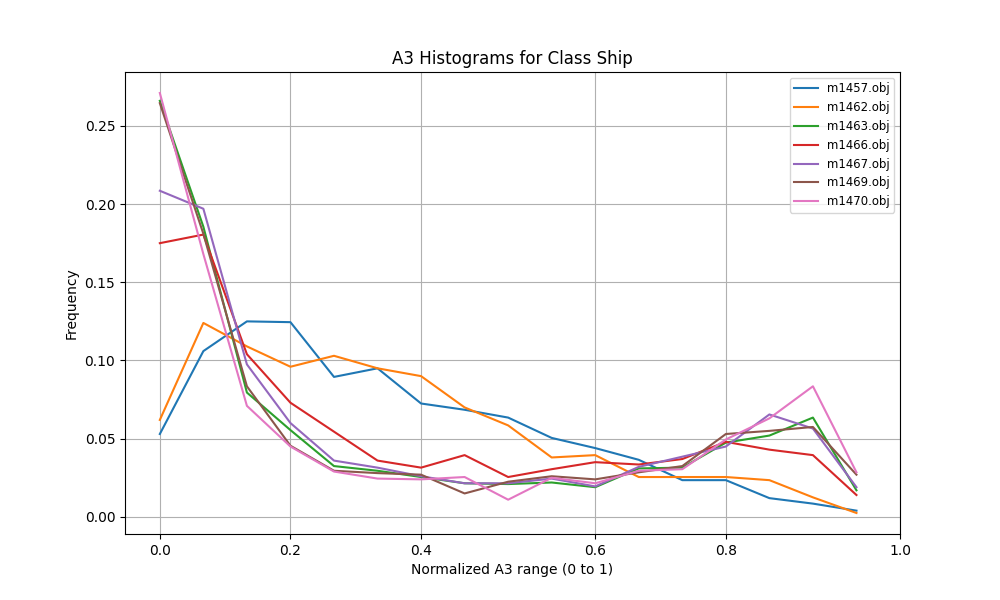 A3 Histograms for Class Ship
m1457.obj
m1462.obj
m1463.obj
m1466.obj
m1467.obj
m1469.obj
m1470.obj
Frequency
0.25
0.20
0.15
0.10
0.05
0.00
0.0 0.2 0.4 0.6 0.8 1.0
Normalized A3 range (0 to 1)